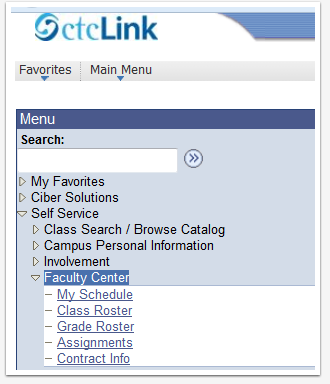 ctcLink
Favorites Main Menu
Menu
Search:
My Favorites
Ciber Solutions
Self Service
Class Search / Browse Catalog
Campus Personal Information
Involvement
Faculty Center
My Schedule
Class Roster
Grade Roster
Assignments
Contract Info